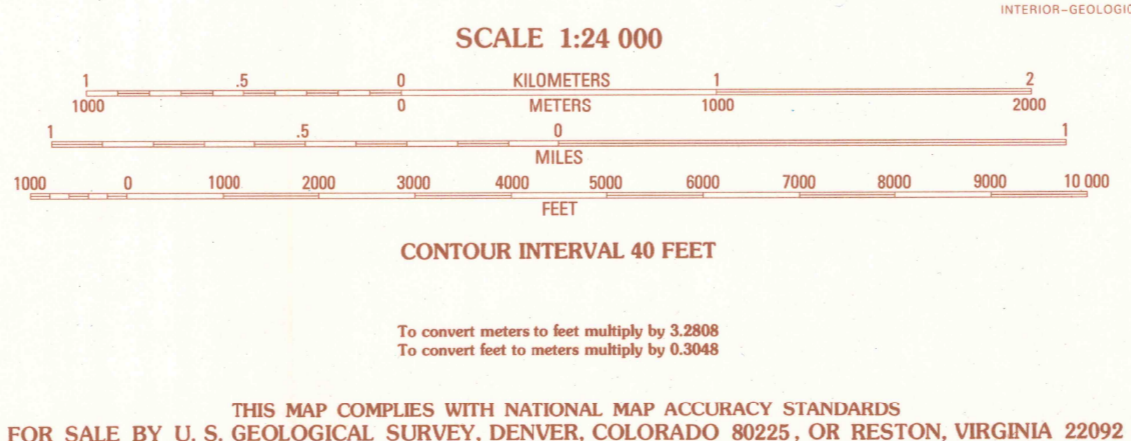 INTERIOR–GEOLOGIC
SCALE 1:24 000
1 .5 0 KILOMETERS 1 2
1000 0 METERS 1000 2000
1 .5 0 1
MILES
1000 0 1000 2000 3000 4000 5000 6000 7000 8000 9000 10 000
FEET
CONTOUR INTERVAL 40 FEET
To convert meters to feet multiply by 3.2808
To convert feet to meters multiply by 0.3048
THIS MAP COMPLIES WITH NATIONAL MAP ACCURACY STANDARDS
FOR SALE BY U. S. GEOLOGICAL SURVEY, DENVER, COLORADO 80225, OR RESTON, VIRGINIA 22092